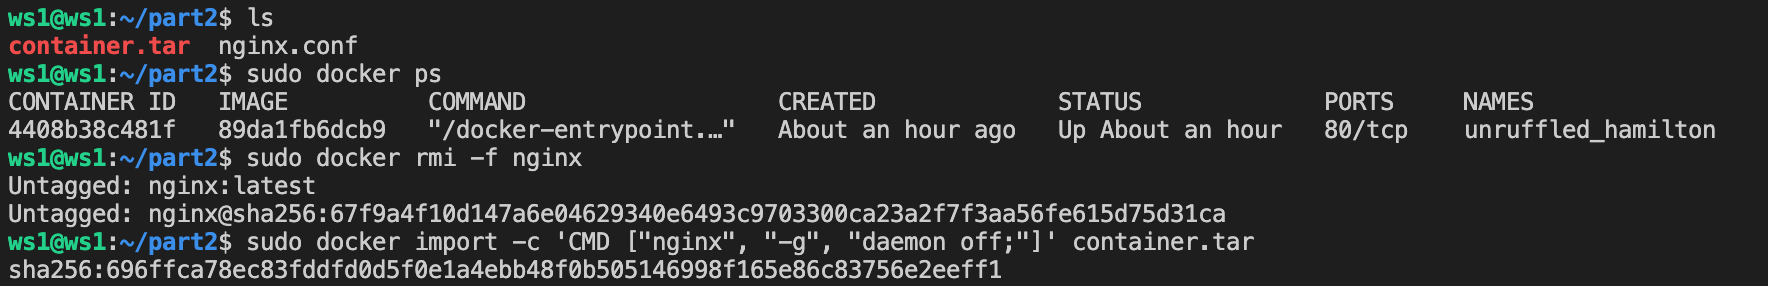 ws1@ws1:~/part2$ ls
container.tar  nginx.conf
ws1@ws1:~/part2$ sudo docker ps
CONTAINER ID   IMAGE          COMMAND                  CREATED             STATUS             PORTS     NAMES
4408b38c481f   89da1fb6dcb9   "/docker-entrypoint.…"   About an hour ago   Up About an hour   80/tcp    unruffled_hamilton
ws1@ws1:~/part2$ sudo docker rmi -f nginx
Untagged: nginx:latest
Untagged: nginx@sha256:67f9a4f10d147a6e04629340e6493c9703300ca23a2f7f3aa56fe615d75d31ca
ws1@ws1:~/part2$ sudo docker import -c 'CMD ["nginx", "-g", "daemon off;"]' container.tar
sha256:696ffca78ec83fddfd0d5f0e1a4ebb48f0b505146998f165e86c83756e2eeff1